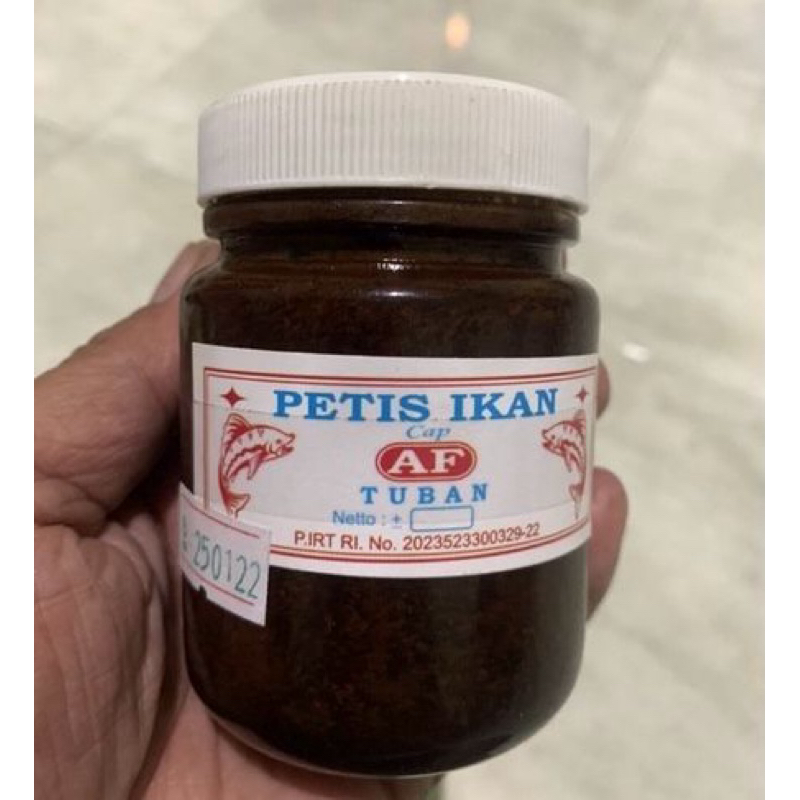 PETIS IKAN
Cap
AF
TUBAN
Netto : ±
P.IRT RI. No. 2023523300329-22
250122